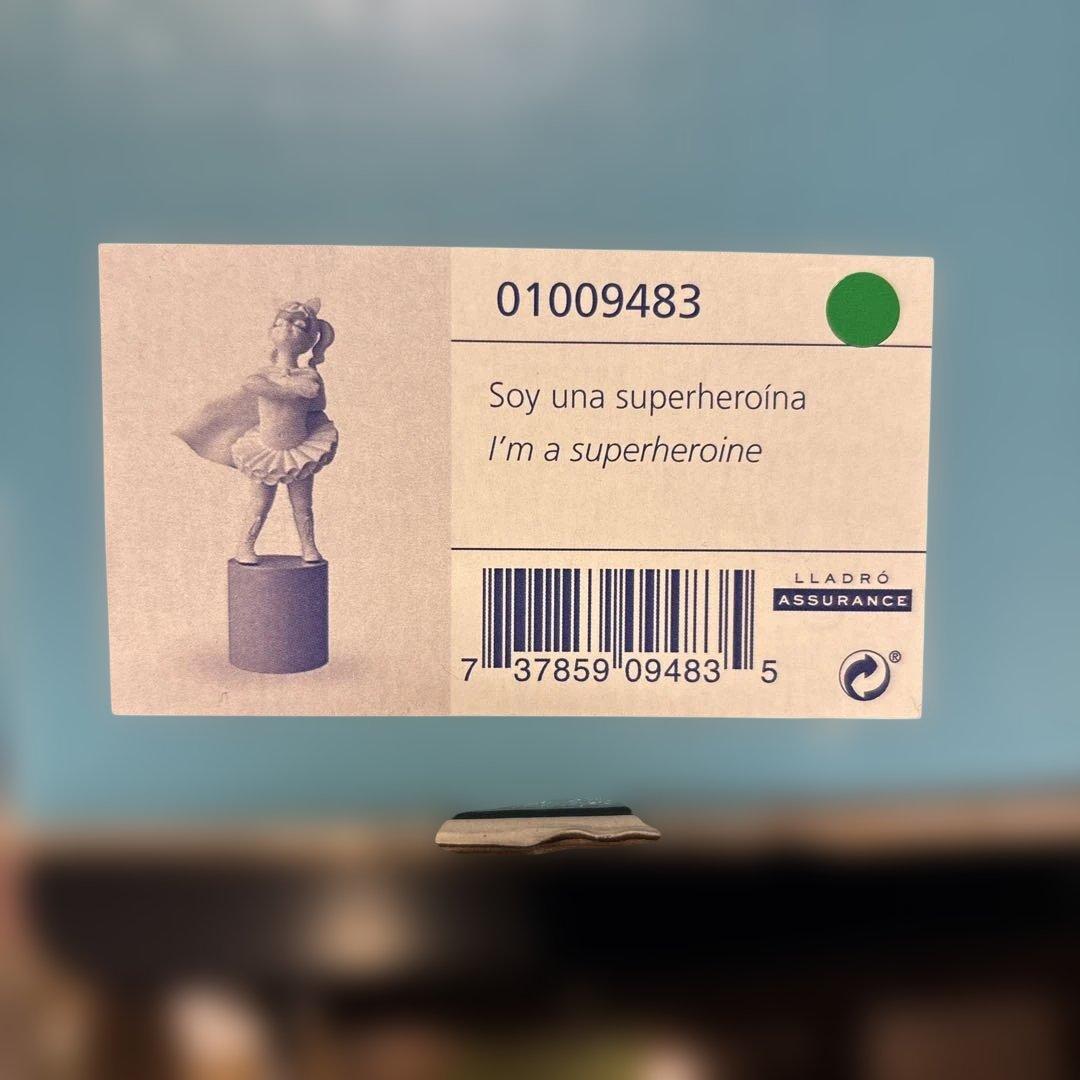 01009483
Soy una superheroína
I'm a superheroine
7 37859 09483 5
LLADRÓ
ASSURANCE
®